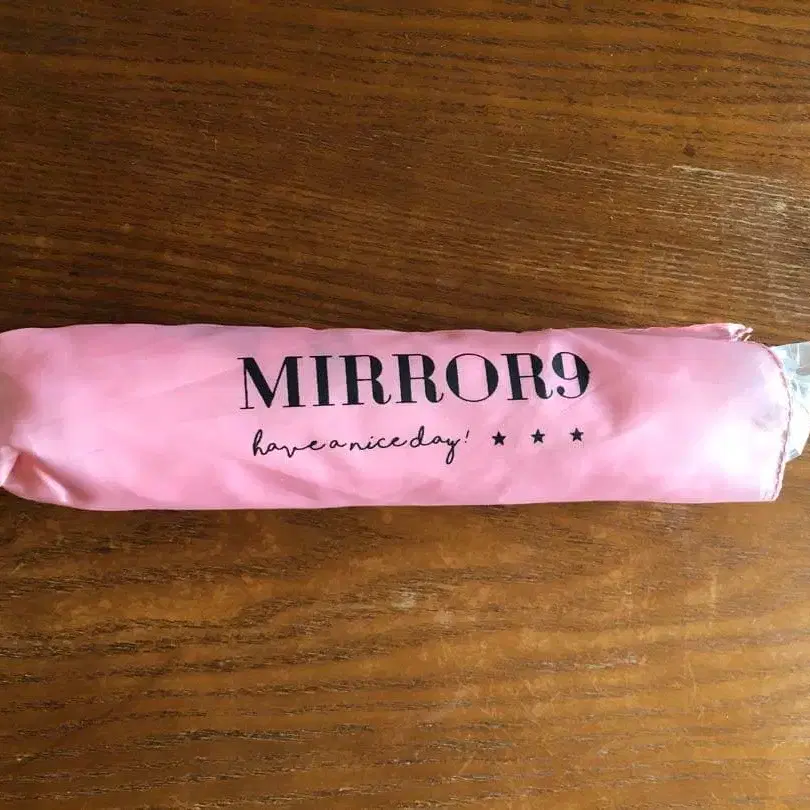 MIRROR9
have a nice day! ★ ★ ★